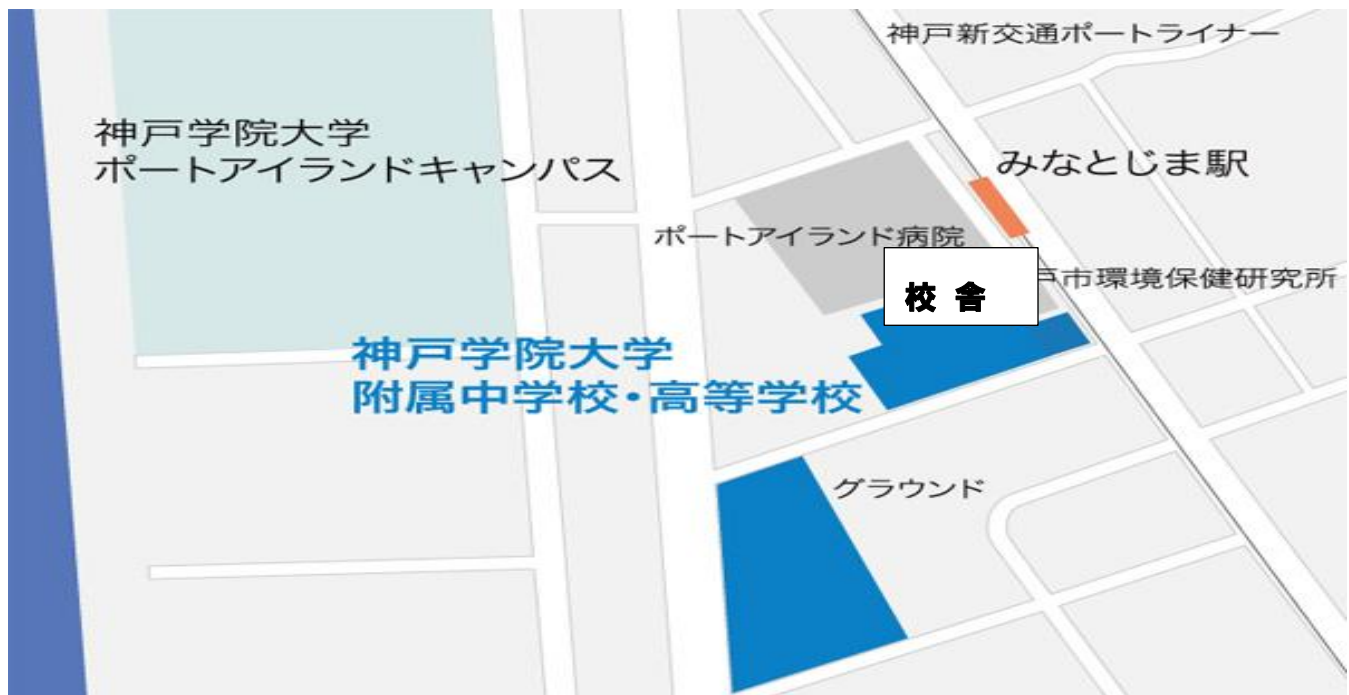 神戸新交通ポートライナー
神戸学院大学
ポートアイランドキャンパス
みなとじま駅
ポートアイランド病院
戸市環境保健研究所
校 舎
神戸学院大学
附属中学校・高等学校
グラウンド